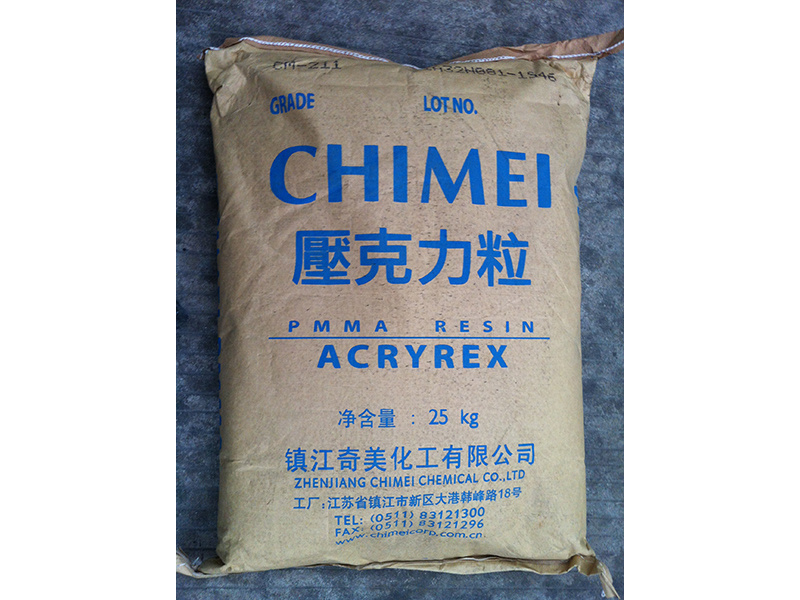 CM-211
GRADE LOT NO.
CHIMEI
壓克力粒
PMMA RESIN
ACRYREX
净含量 : 25 kg
镇江奇美化工有限公司
ZHENJIANG CHIMEI CHEMICAL CO.,LTD
工厂:江苏省镇江市新区大港韩峰路18号
TEL: (0511) 83121300
FAX: (0511) 83121296
www.chimeicorp.com.cn